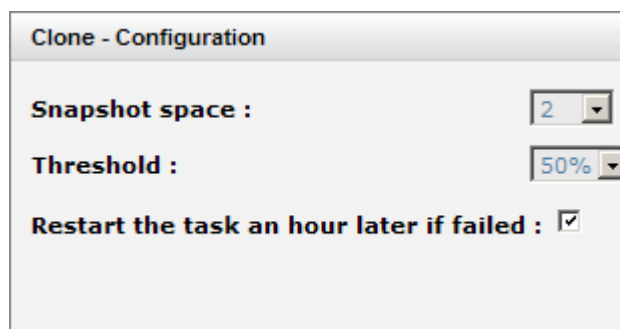 Clone - Configuration
Snapshot space : 2
Threshold : 50%
Restart the task an hour later if failed :